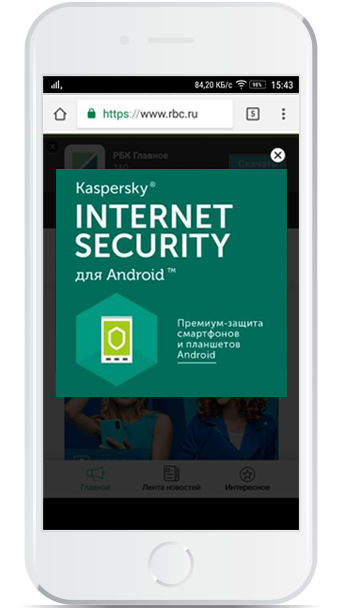 84,20 КБ/с 98% 15:43
https://www.rbc.ru 5
РБК Главное
Скачать
Kaspersky®
INTERNET
SECURITY
для Android™
Премиум-защита
смартфонов
и планшетов
Android
Главное Лента новостей Интересное